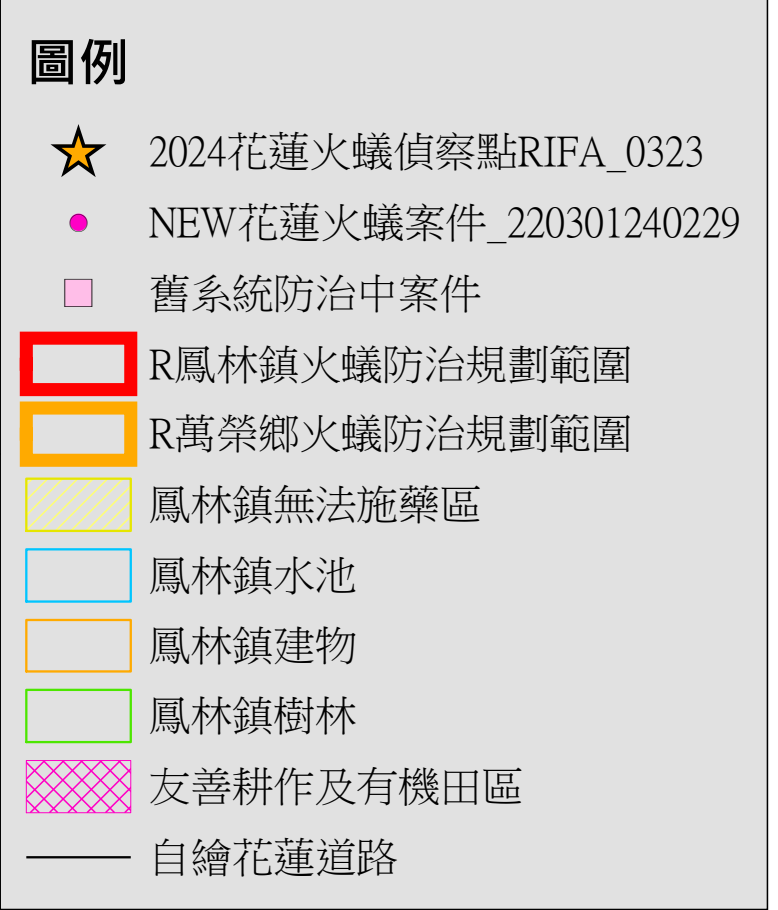 圖例
2024花蓮火蟻偵察點RIFA_0323
NEW花蓮火蟻案件_220301240229
舊系統防治中案件
R鳳林鎮火蟻防治規劃範圍
R萬榮鄉火蟻防治規劃範圍
鳳林鎮無法施藥區
鳳林鎮水池
鳳林鎮建物
鳳林鎮樹林
友善耕作及有機田區
自繪花蓮道路